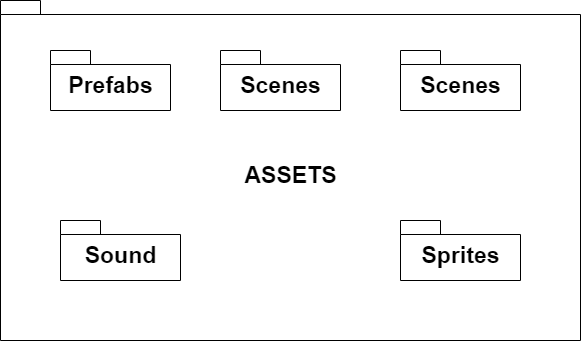 Prefabs
Scenes
Scenes
ASSETS
Sound
Sprites